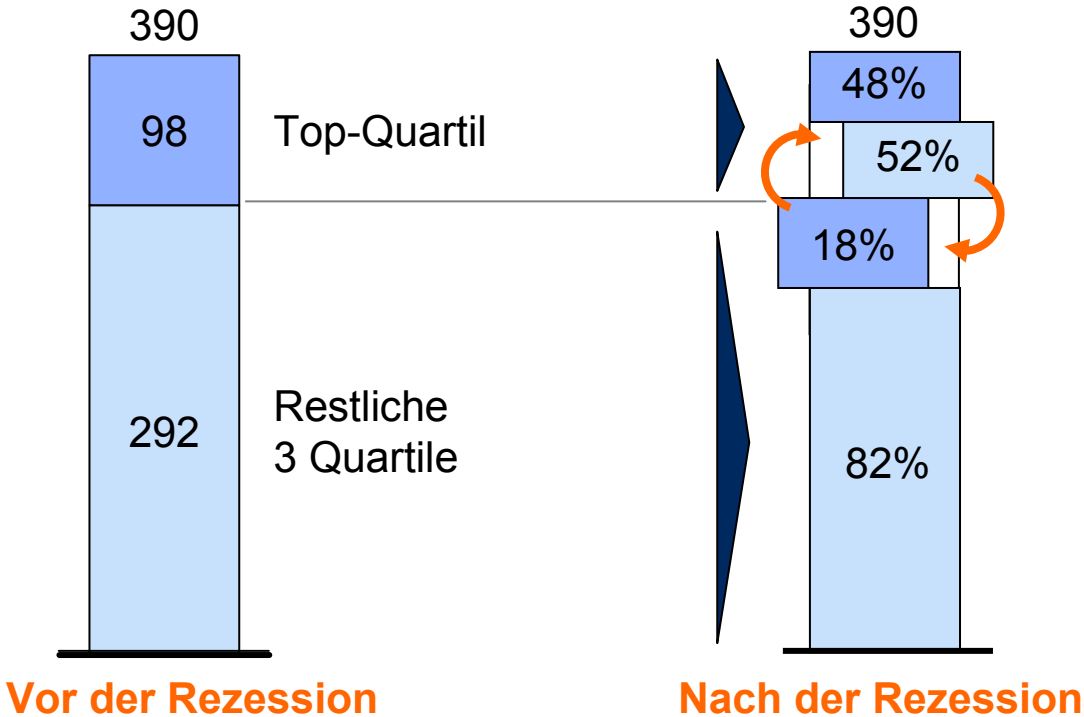 390
98
Top-Quartil
292
Restliche
3 Quartile
Vor der Rezession
390
48%
52%
18%
82%
Nach der Rezession